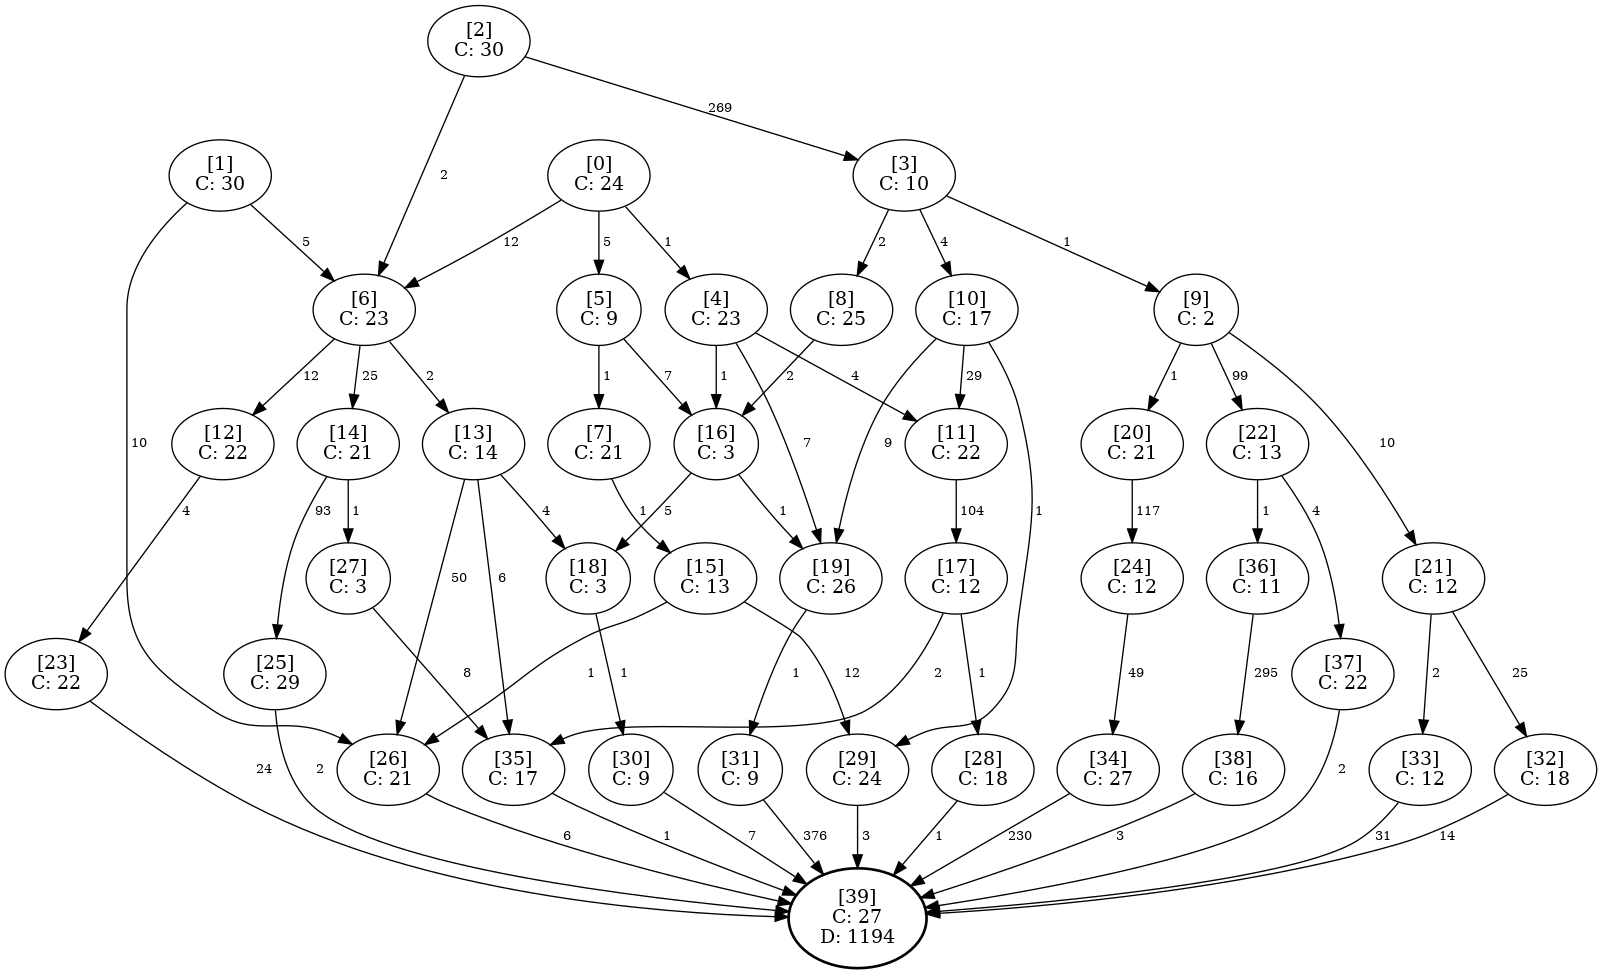 [2]
C: 30
269
[1]
C: 30
2
[0]
C: 24
[3]
C: 10
5
12
5
1
2
4
1
[6]
C: 23
[5]
C: 9
[4]
C: 23
[8]
C: 25
[10]
C: 17
[9]
C: 2
12
25
2
1
7
1
2
4
29
1
99
10
[12]
C: 22
[14]
C: 21
[13]
C: 14
[7]
C: 21
[16]
C: 3
7
9
[11]
C: 22
[20]
C: 21
[22]
C: 13
10
4
93
1
4
1
5
1
104
1
117
1
4
[27]
C: 3
50
6
[18]
C: 3
[15]
C: 13
[19]
C: 26
[17]
C: 12
[24]
C: 12
[36]
C: 11
[21]
C: 12
[23]
C: 22
[25]
C: 29
8
1
1
1
12
2
1
49
295
[37]
C: 22
2
25
24
2
[26]
C: 21
[35]
C: 17
[30]
C: 9
[31]
C: 9
[29]
C: 24
[28]
C: 18
[34]
C: 27
[38]
C: 16
2
[33]
C: 12
[32]
C: 18
6
1
7
376
3
1
230
3
31
14
[39]
C: 27
D: 1194